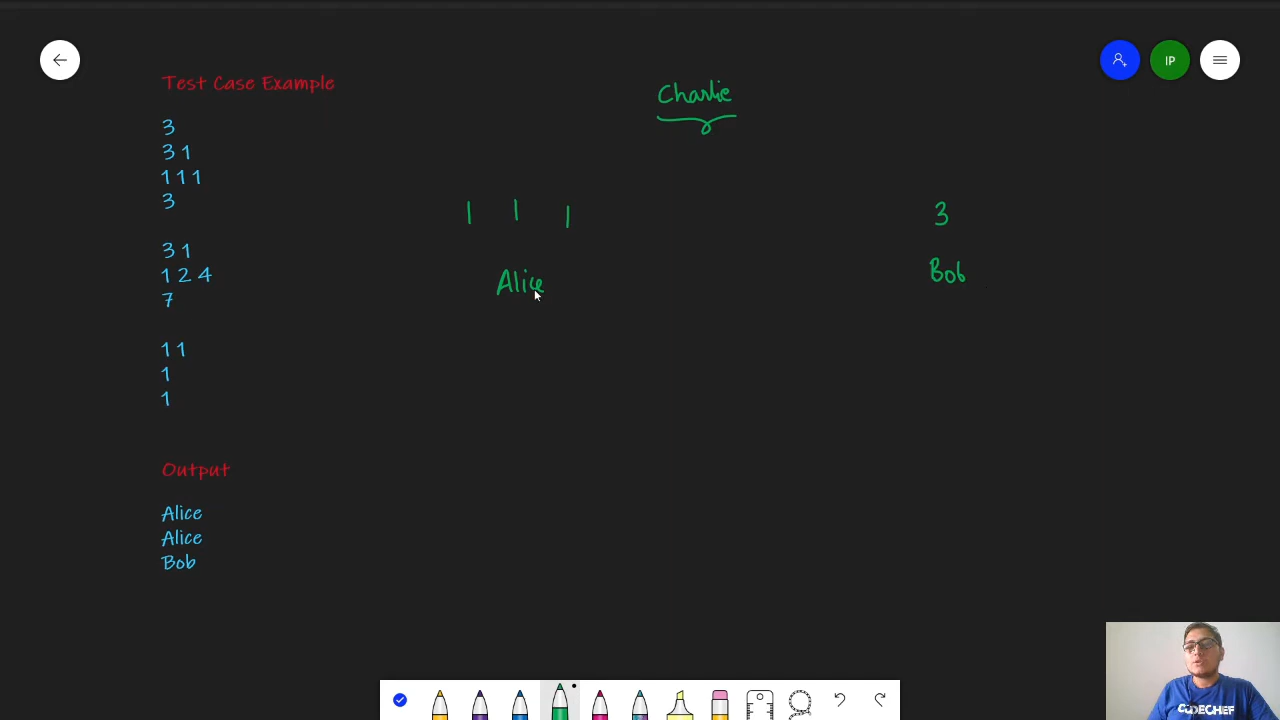 IP
Test Case Example
Charlie
3
3 1
1 1 1
3
1 1 1
3
Alice
Bob
3 1
1 2 4
7
1 1
1
1
Output
Alice
Alice
Bob
CODECHEF